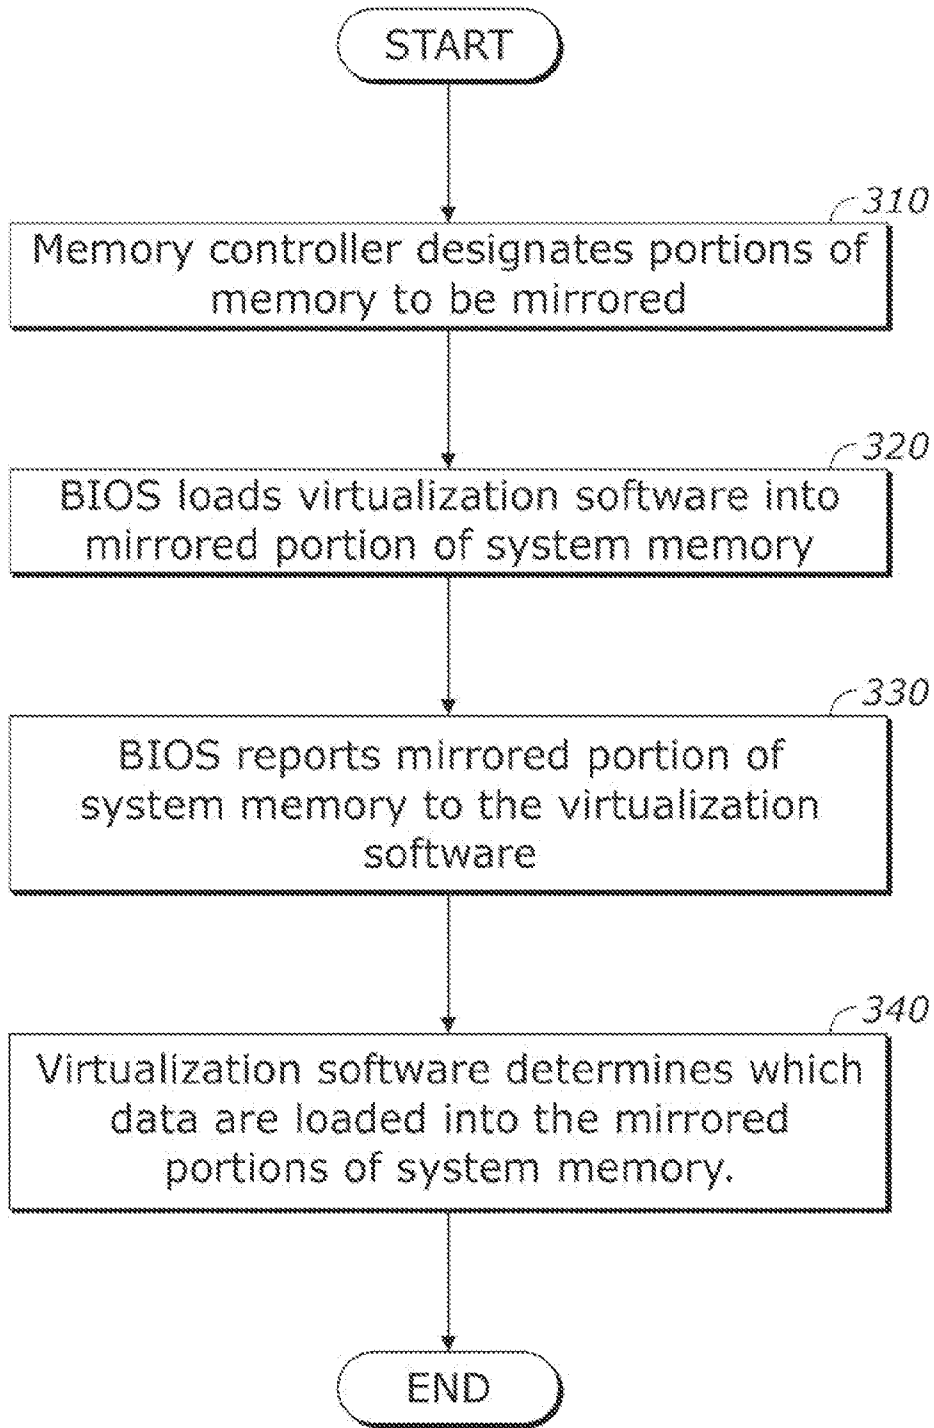 START
310
Memory controller designates portions of
memory to be mirrored
320
BIOS loads virtualization software into
mirrored portion of system memory
330
BIOS reports mirrored portion of
system memory to the virtualization
software
340
Virtualization software determines which
data are loaded into the mirrored
portions of system memory.
END